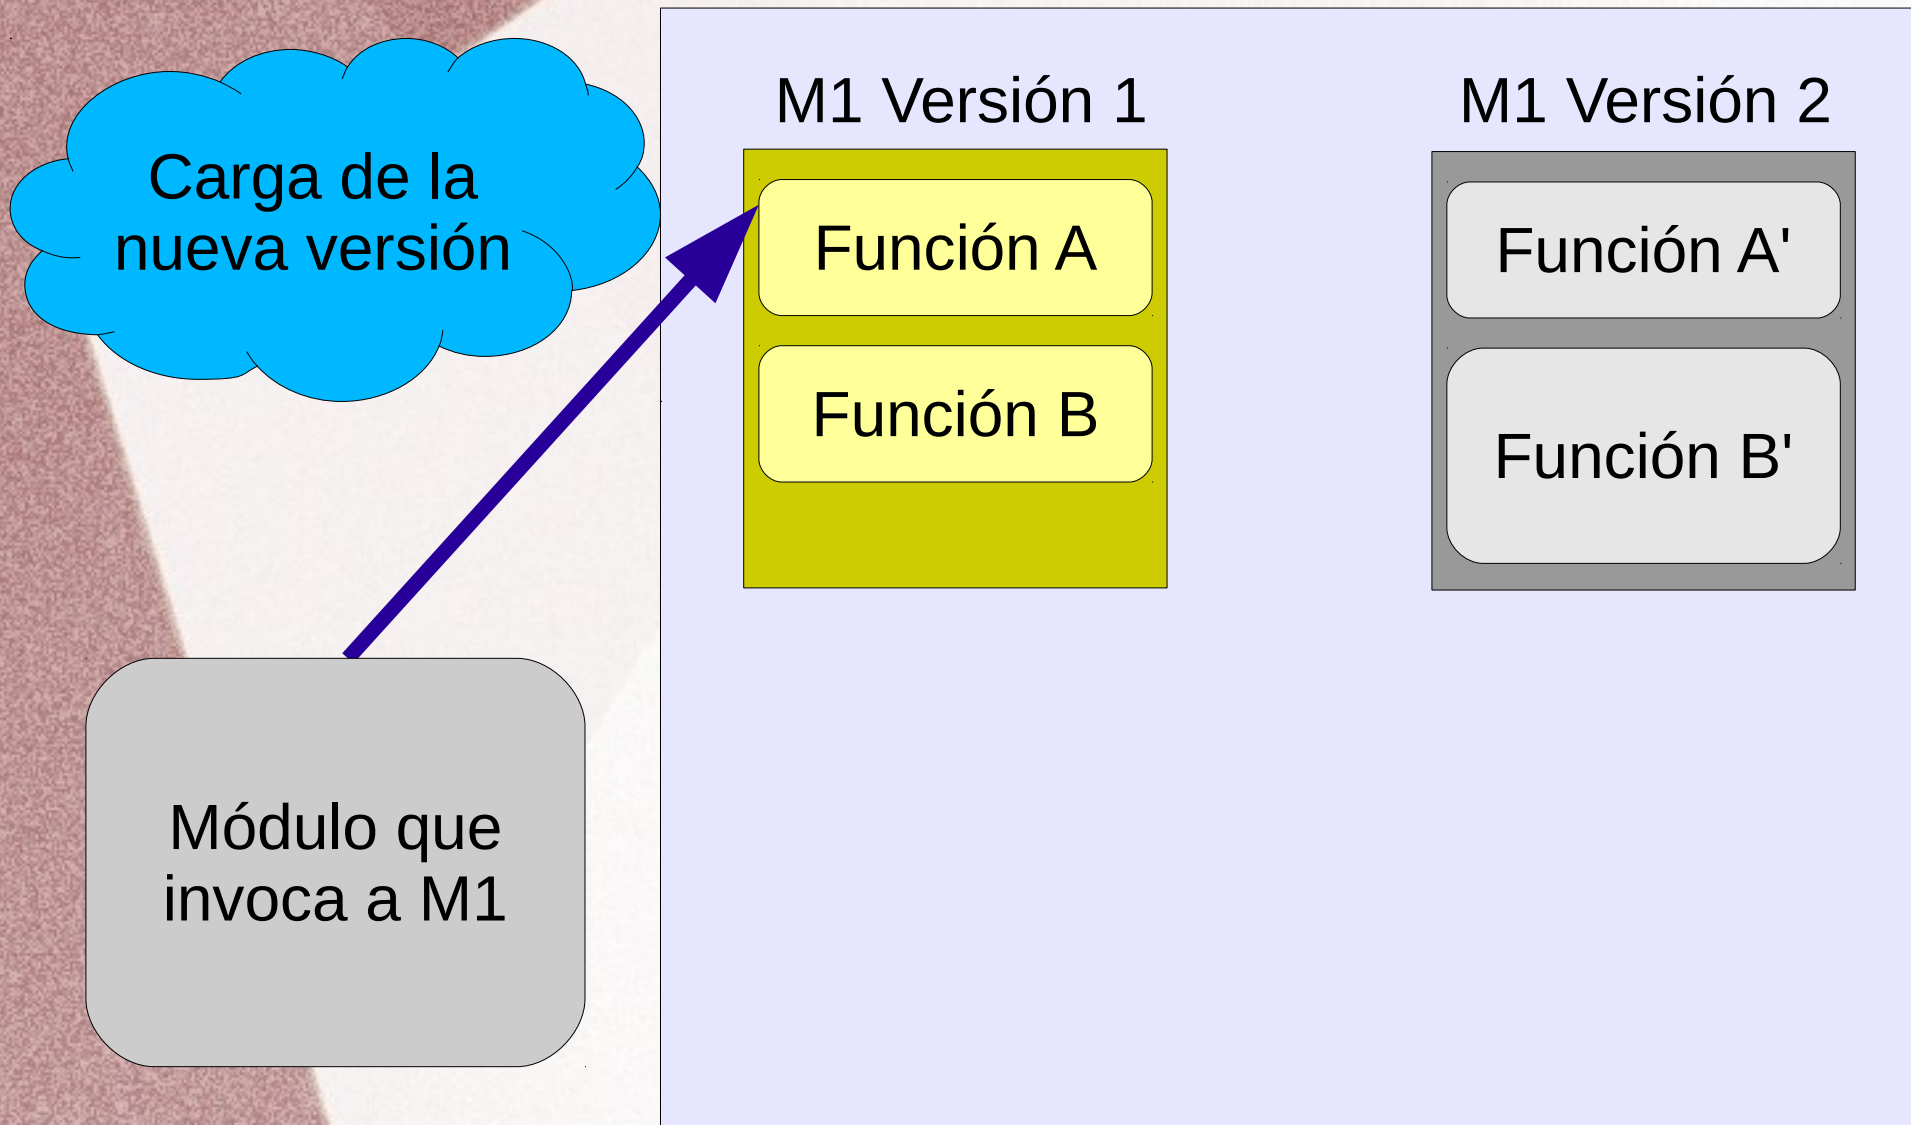 Carga de la
nueva versión
M1 Versión 1
Función A
Función B
M1 Versión 2
Función A'
Función B'
Módulo que
invoca a M1